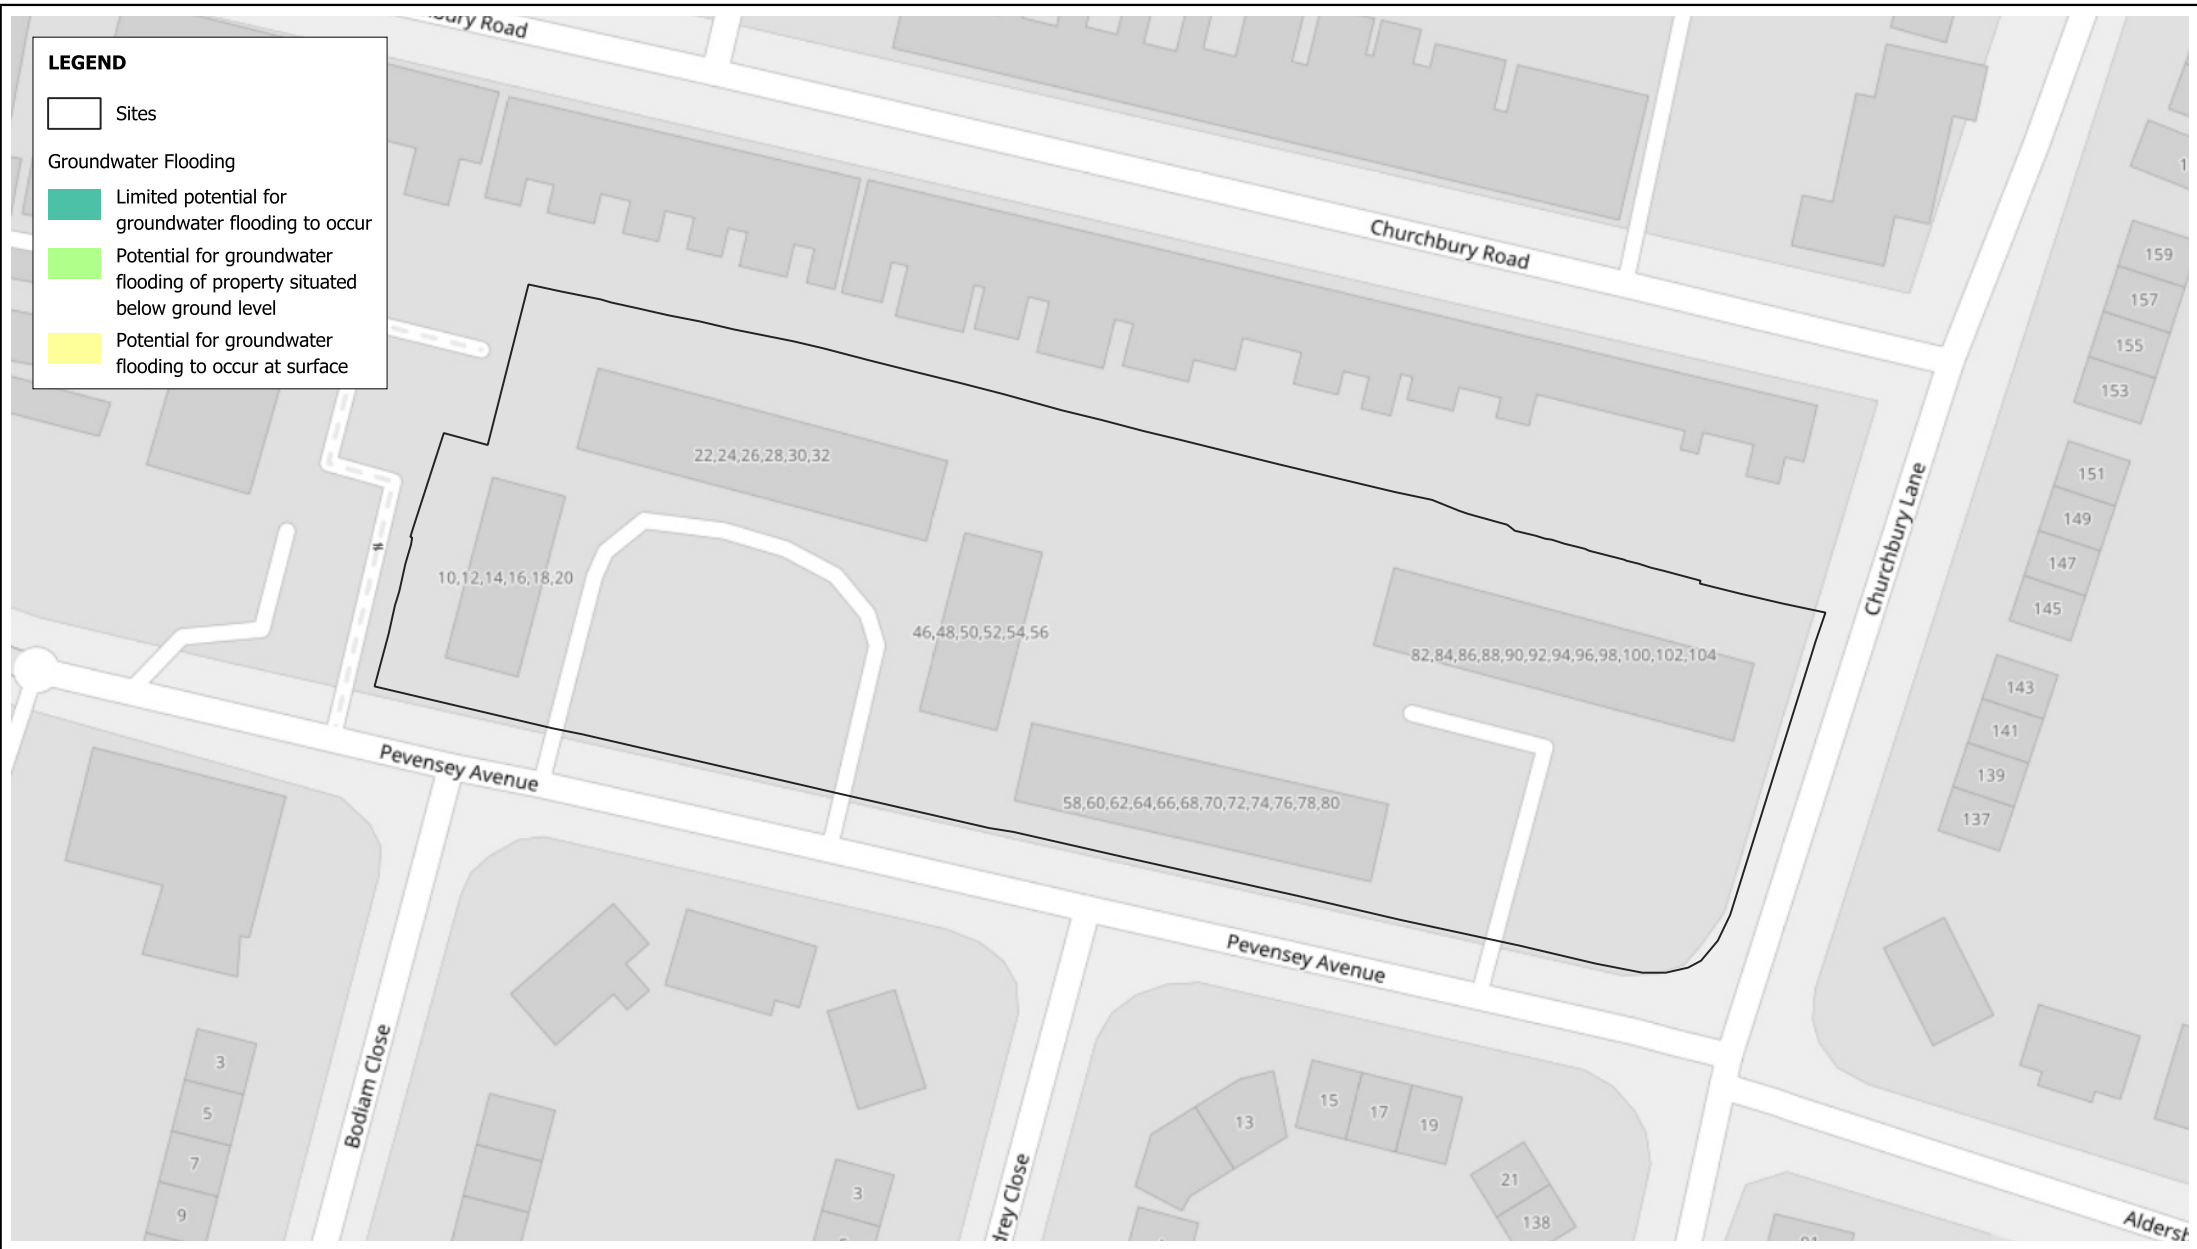 LEGEND
Sites
Groundwater Flooding
Limited potential for
groundwater flooding to occur
Potential for groundwater
flooding of property situated
below ground level
Potential for groundwater
flooding to occur at surface
Road
Churchbury Road
Churchbury Lane
22,24,26,28,30,32
10,12,14,16,18,20
46,48,50,52,54,56
82,84,86,88,90,92,94,96,98,100,102,104
58,60,62,64,66,68,70,72,74,76,78,80
159
157
155
153
151
149
147
145
143
141
139
137
Pevensey Avenue
Pevensey Avenue
Bodiam Close
3
5
7
9
3
drey Close
13
15
17
19
21
138
Aldersb